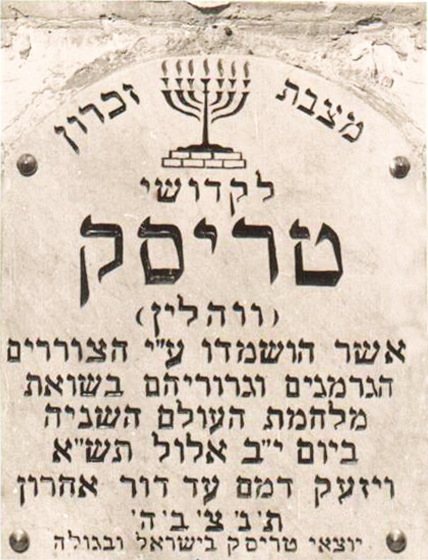 מצבת זכרון
לקדושי
טריסק
(ווהלין)
אשר הושמדו ע"י הצוררים
הגרמנים וגרוריהם בשואת
מלחמת העולם השניה
ביום י"ב אלול תש"א
ויזעק דמם עד דור אחרון
ת' נ' צ' ב' ה'
יוצאי טריסק בישראל ובגולה